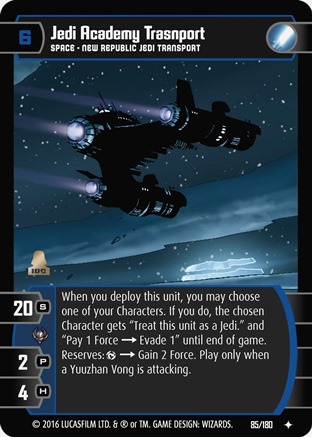 6
Jedi Academy Trasnport
SPACE - NEW REPUBLIC JEDI TRANSPORT
IDC
20 S
2 P
4 H
When you deploy this unit, you may choose
one of your Characters. If you do, the chosen
Character gets “Treat this unit as a Jedi.” and
“Pay 1 Force → Evade 1” until end of game.
Reserves: → Gain 2 Force. Play only when
a Yuuzhan Vong is attacking.
© 2016 LUCASFILM LTD. & ® or TM. GAME DESIGN: WIZARDS. 85/180